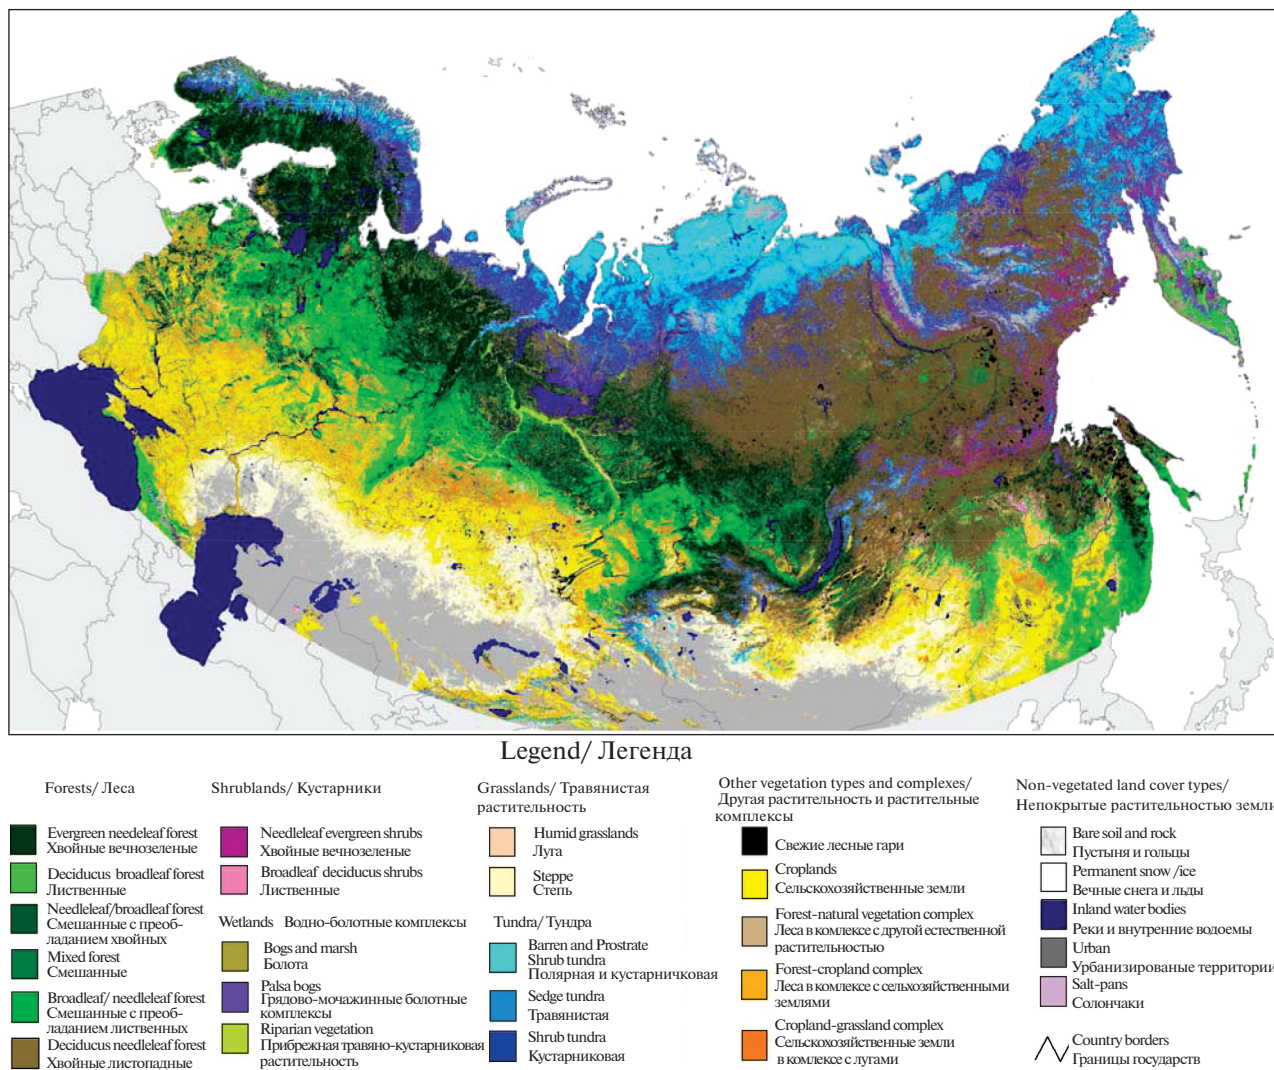 Legend/ Легенда
Forests/ Леса
Evergreen needeleaf forest
Хвойные вечнозеленые
Deciducus broadleaf forest
Лиственные
Needleleaf/broadleaf forest
Смешанные с преоб-
ладанием хвойных
Mixed forest
Смешанные
Broadleaf/ needleleaf forest
Смешанные с преоб-
ладанием лиственных
Deciducus needleleaf forest
Хвойные листопадные
Shrublands/ Кустарники
Needleleaf evergreen shrubs
Хвойные вечнозеленые
Broadleaf deciducus shrubs
Лиственные
Wetlands Водно-болотные комплексы
Bogs and marsh
Болота
Palsa bogs
Грядово-мочажинные болотные
комплексы
Riparian vegetation
Прибрежная травяно-кустарниковая
растительность
Grasslands/ Травянистая
растительность
Humid grasslands
Луга
Steppe
Степь
Tundra/ Тундра
Barren and Prostrate
Shrub tundra
Полярная и кустарничковая
Sedge tundra
Травянистая
Shrub tundra
Кустарниковая
Other vegetation types and complexes/
Другая растительность и растительные
комплексы
Свежие лесные гари
Croplands
Сельскохозяйственные земли
Forest-natural vegetation complex
Леса в комлексе с другой естественной
растительностью
Forest-cropland complex
Леса в комлексе с сельхозяйственными
землями
Cropland-grassland complex
Сельскохозяйственные земли
в комлексе с лугами
Non-vegetated land cover types/
Непокрытые растительностью земли
Bare soil and rock
Пустыня и гольцы
Permanent snow /ice
Вечные снега и льды
Inland water bodies
Реки и внутренние водоемы
Urban
Урбанизированые территории
Salt-pans
Солончаки
Country borders
Границы государств